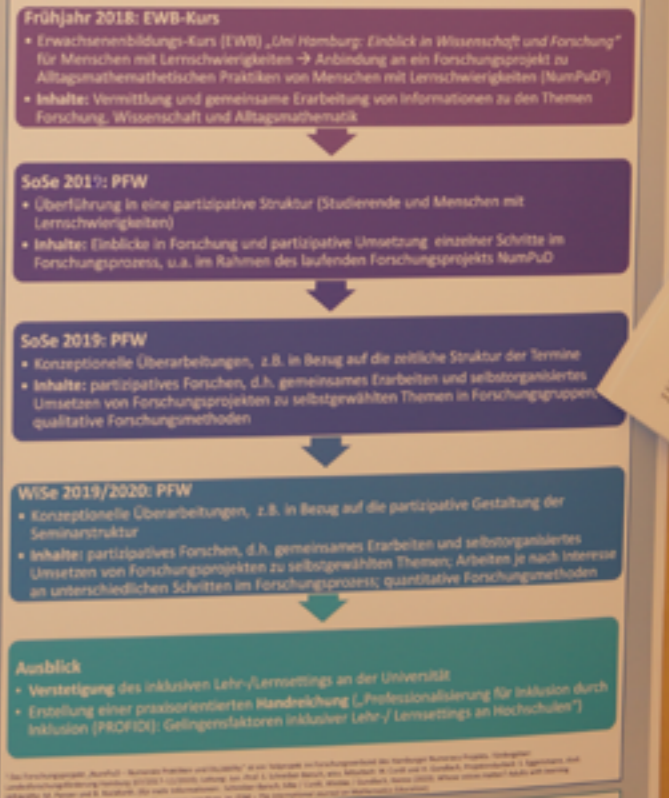 Frühjahr 2018: EWB-Kurs
• Erwachsenenbildungs-Kurs (EWB) „Uni Hamburg: Einblick in Wissenschaft und Forschung“
für Menschen mit Lernschwierigkeiten → Anbindung an ein Forschungsprojekt zu
Alltagsmathemathetischen Praktiken von Menschen mit Lernschwierigkeiten (NumPuD¹)
• Inhalte: Vermittlung und gemeinsame Erarbeitung von Informationen zu den Themen
Forschung, Wissenschaft und Alltagsmathematik
SoSe PFW
• Überführung in eine partizipative Struktur (Studierende und Menschen mit
Lernschwierigkeiten)
• Inhalte: Einblicke in Forschung und partizipative Umsetzung einzelner Schritte im
Forschungsprozess, u.a. im Rahmen des laufenden Forschungsprojekts NumPuD
SoSe 2019: PFW
• Konzeptionelle Überarbeitungen, z.B. in Bezug auf die zeitliche Struktur der Termine
• Inhalte: partizipatives Forschen, d.h. gemeinsames Erarbeiten und selbstorganisiertes
Umsetzen von Forschungsprojekten zu selbstgewählten Themen in Forschungsgruppen;
qualitative Forschungsmethoden
WiSe 2019/2020: PFW
• Konzeptionelle Überarbeitungen, z.B. in Bezug auf die partizipative Gestaltung der
Seminarstruktur
• Inhalte: partizipatives Forschen, d.h. gemeinsames Erarbeiten und selbstorganisiertes
Umsetzen von Forschungsprojekten zu selbstgewählten Themen; Arbeiten je nach Interesse
an unterschiedlichen Schritten im Forschungsprozess; quantitative Forschungsmethoden
Ausblick
• Verstetigung des inklusiven Lehr-/Lernsettings an der Universität
• Erstellung einer praxisorientierten Handreichung („Professionalisierung für Inklusion durch
Inklusion (PROFIDI): Gelingensfaktoren inklusiver Lehr-/ Lernsettings an Hochschulen“)